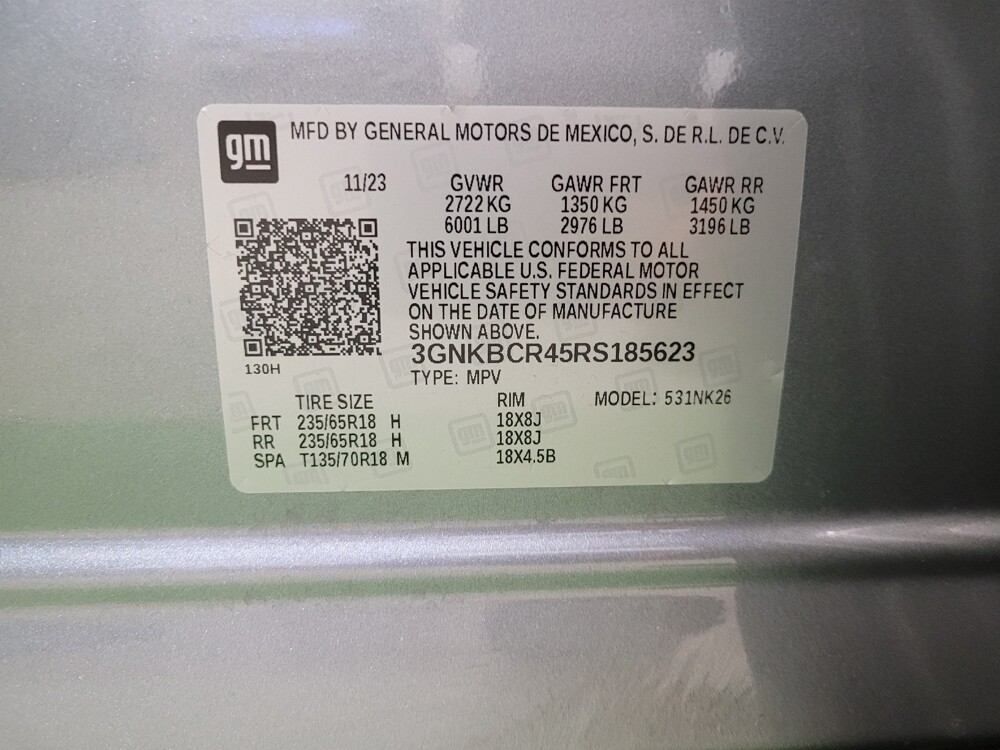 gm MFD BY GENERAL MOTORS DE MEXICO, S. DE R.L. DE C.V.
11/23 GVWR GAWR FRT GAWR RR
2722 KG 1350 KG 1450 KG
6001 LB 2976 LB 3196 LB
THIS VEHICLE CONFORMS TO ALL
APPLICABLE U.S. FEDERAL MOTOR
VEHICLE SAFETY STANDARDS IN EFFECT
ON THE DATE OF MANUFACTURE
SHOWN ABOVE.
3GNKBCR45RS185623
130H
TYPE: MPV
TIRE SIZE RIM MODEL: 531NK26
FRT 235/65R18 H 18X8J
RR 235/65R18 H 18X8J
SPA T135/70R18 M 18X4.5B